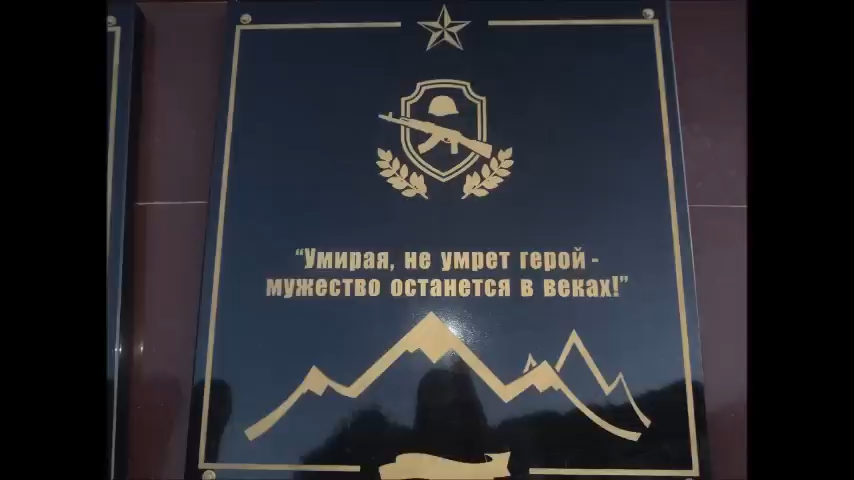 “Умирая, не умрет герой -
мужество останется в веках!”